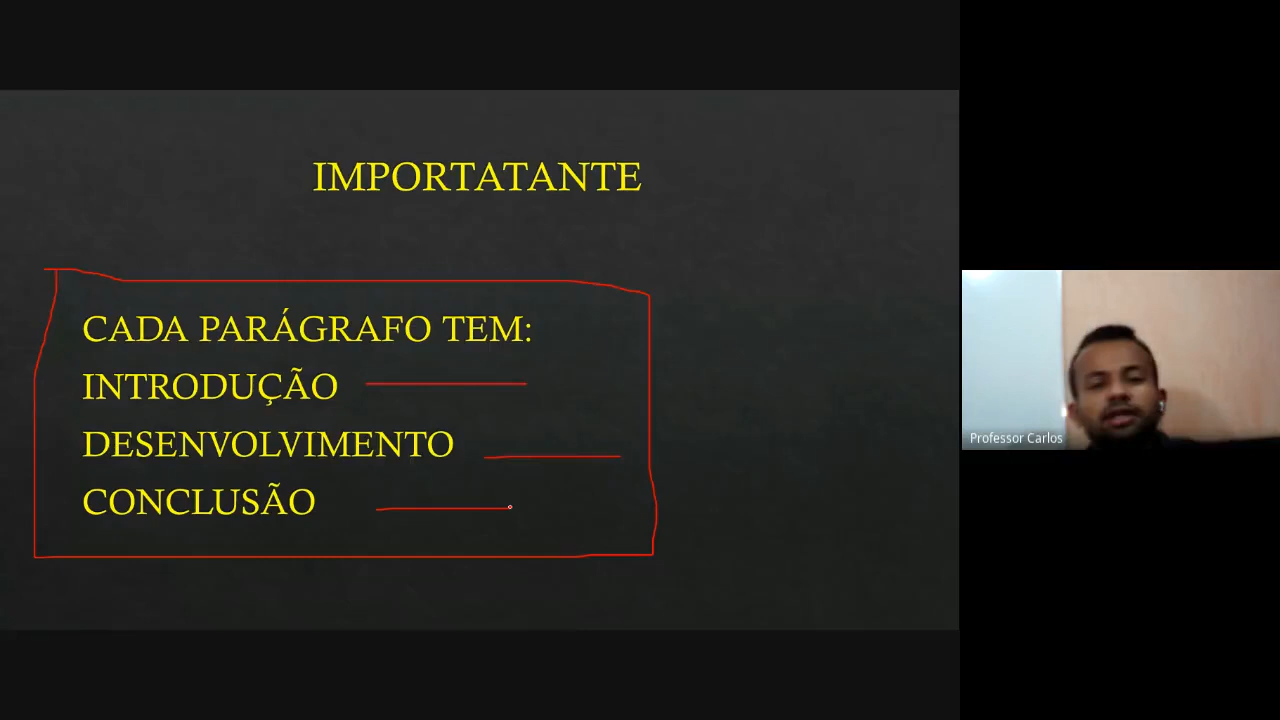 IMPORTATANTE
CADA PARÁGRAFO TEM:
INTRODUÇÃO
DESENVOLVIMENTO
CONCLUSÃO
Professor Carlos